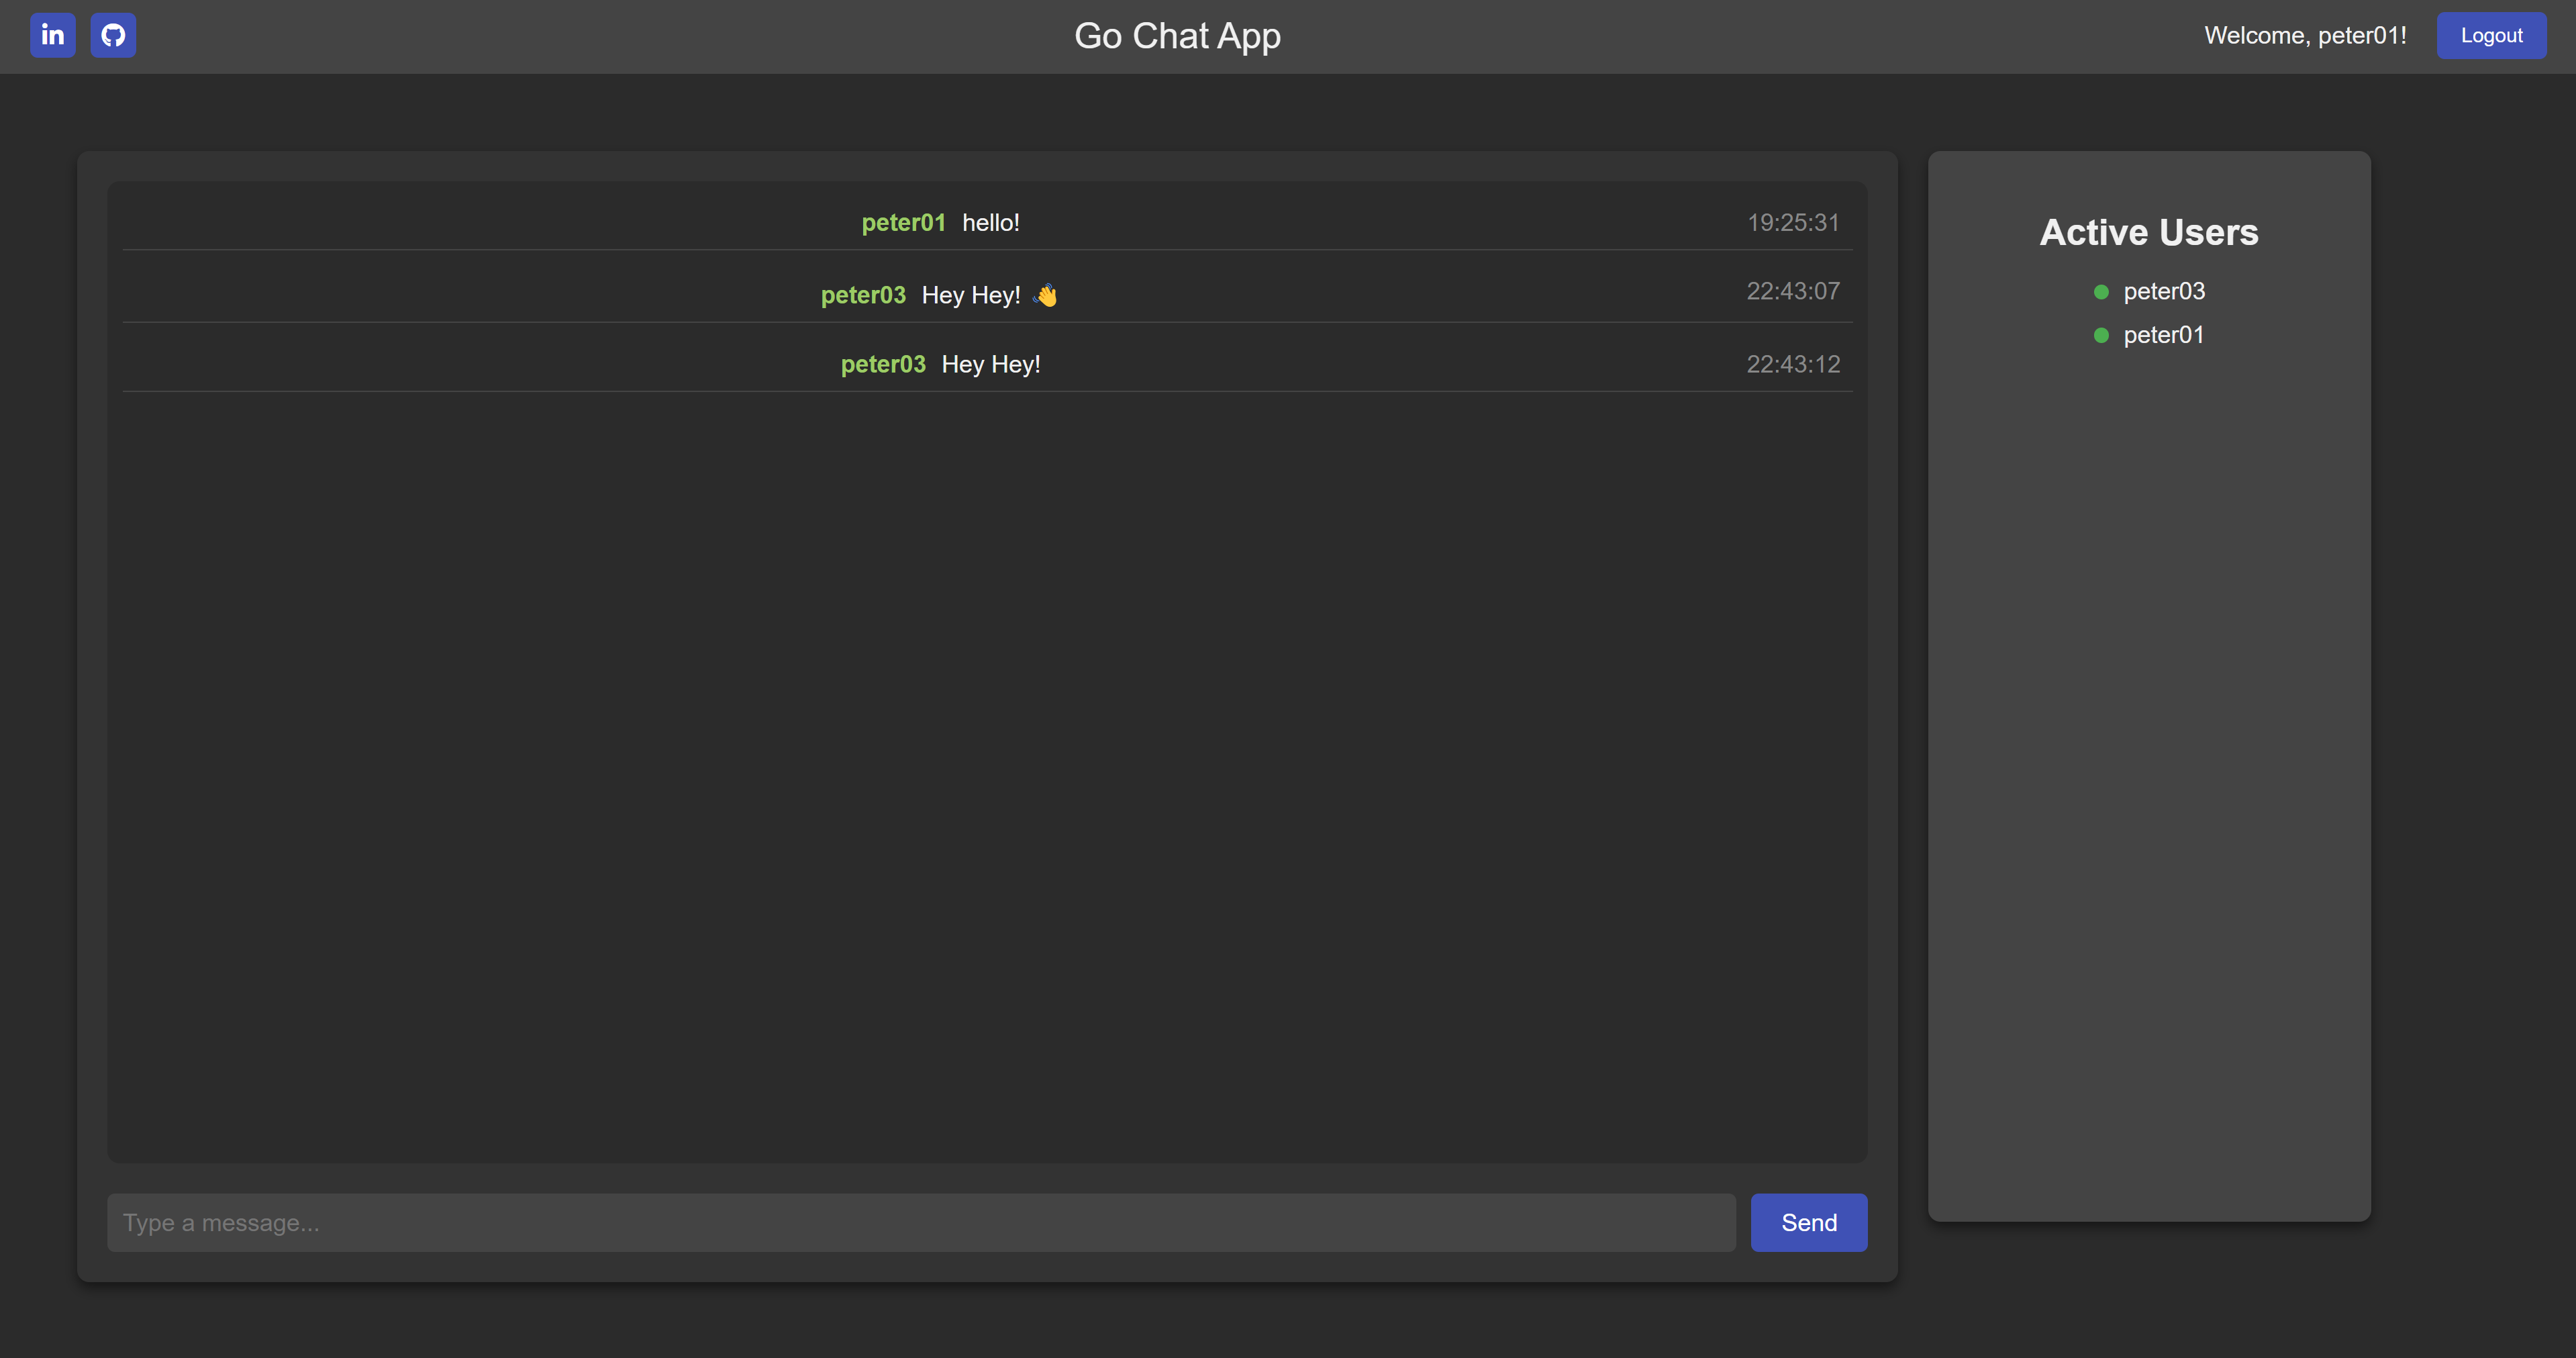 in Go Chat App Welcome, peter01! Logout
peter01 hello! 19:25:31
peter03 Hey Hey! 👋 22:43:07
peter03 Hey Hey! 22:43:12
Type a message...
Send
Active Users
peter03
peter01